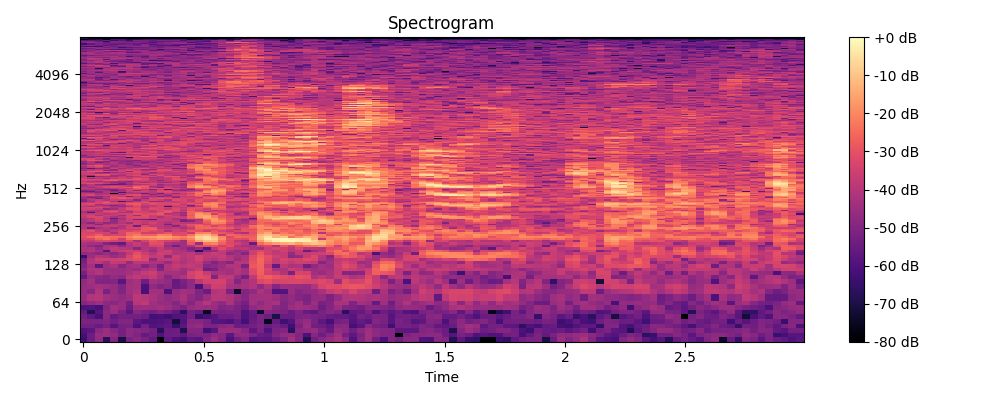 Spectrogram
Hz
4096
2048
1024
512
256
128
64
0
0
0.5
1
1.5
2
2.5
Time
+0 dB
-10 dB
-20 dB
-30 dB
-40 dB
-50 dB
-60 dB
-70 dB
-80 dB